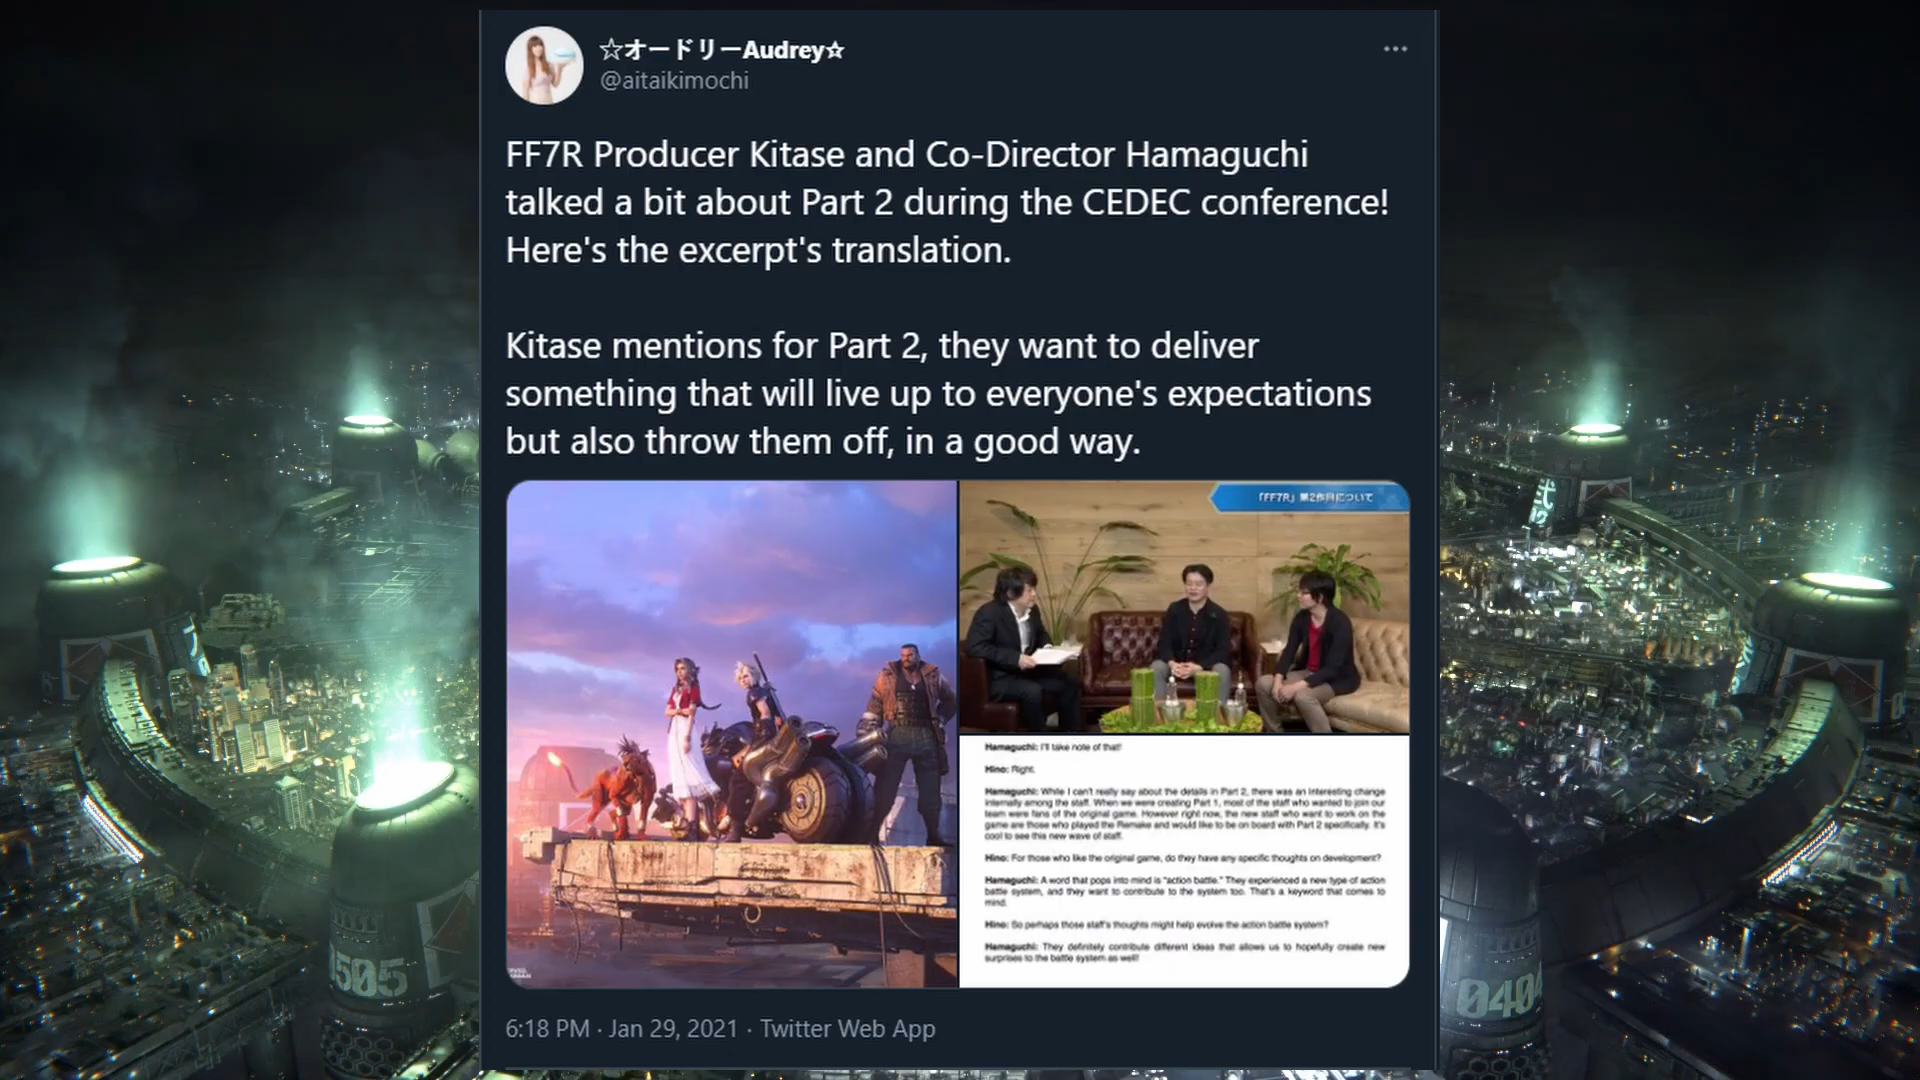 ☆オードリーAudrey☆
@aitaikimochi
FF7R Producer Kitase and Co-Director Hamaguchi
talked a bit about Part 2 during the CEDEC conference!
Here's the excerpt's translation.
Kitase mentions for Part 2, they want to deliver
something that will live up to everyone's expectations
but also throw them off, in a good way.
「FF7R」第2作目について
Hamaguchi: I'll take note of that!
Hino: Right.
Hamaguchi: While I can't really say about the details in Part 2, there was an interesting change
internally among the staff. When we were creating Part 1, most of the staff who wanted to join our
team were fans of the original game. However right now, the new staff who want to work on the
game are those who played the Remake and would like to be on board with Part 2 specifically. It's
cool to see this new wave of staff.
Hino: For those who like the original game, do they have any specific thoughts on development?
Hamaguchi: A word that pops into mind is "action battle." They experienced a new type of action
battle system, and they want to contribute to the system too. That's a keyword that comes to
mind.
Hino: So perhaps those staff's thoughts might help evolve the action battle system?
Hamaguchi: They definitely contribute different ideas that allows us to hopefully create new
surprises to the battle system as well!
6:18 PM · Jan 29, 2021 · Twitter Web App
505
0404
弐